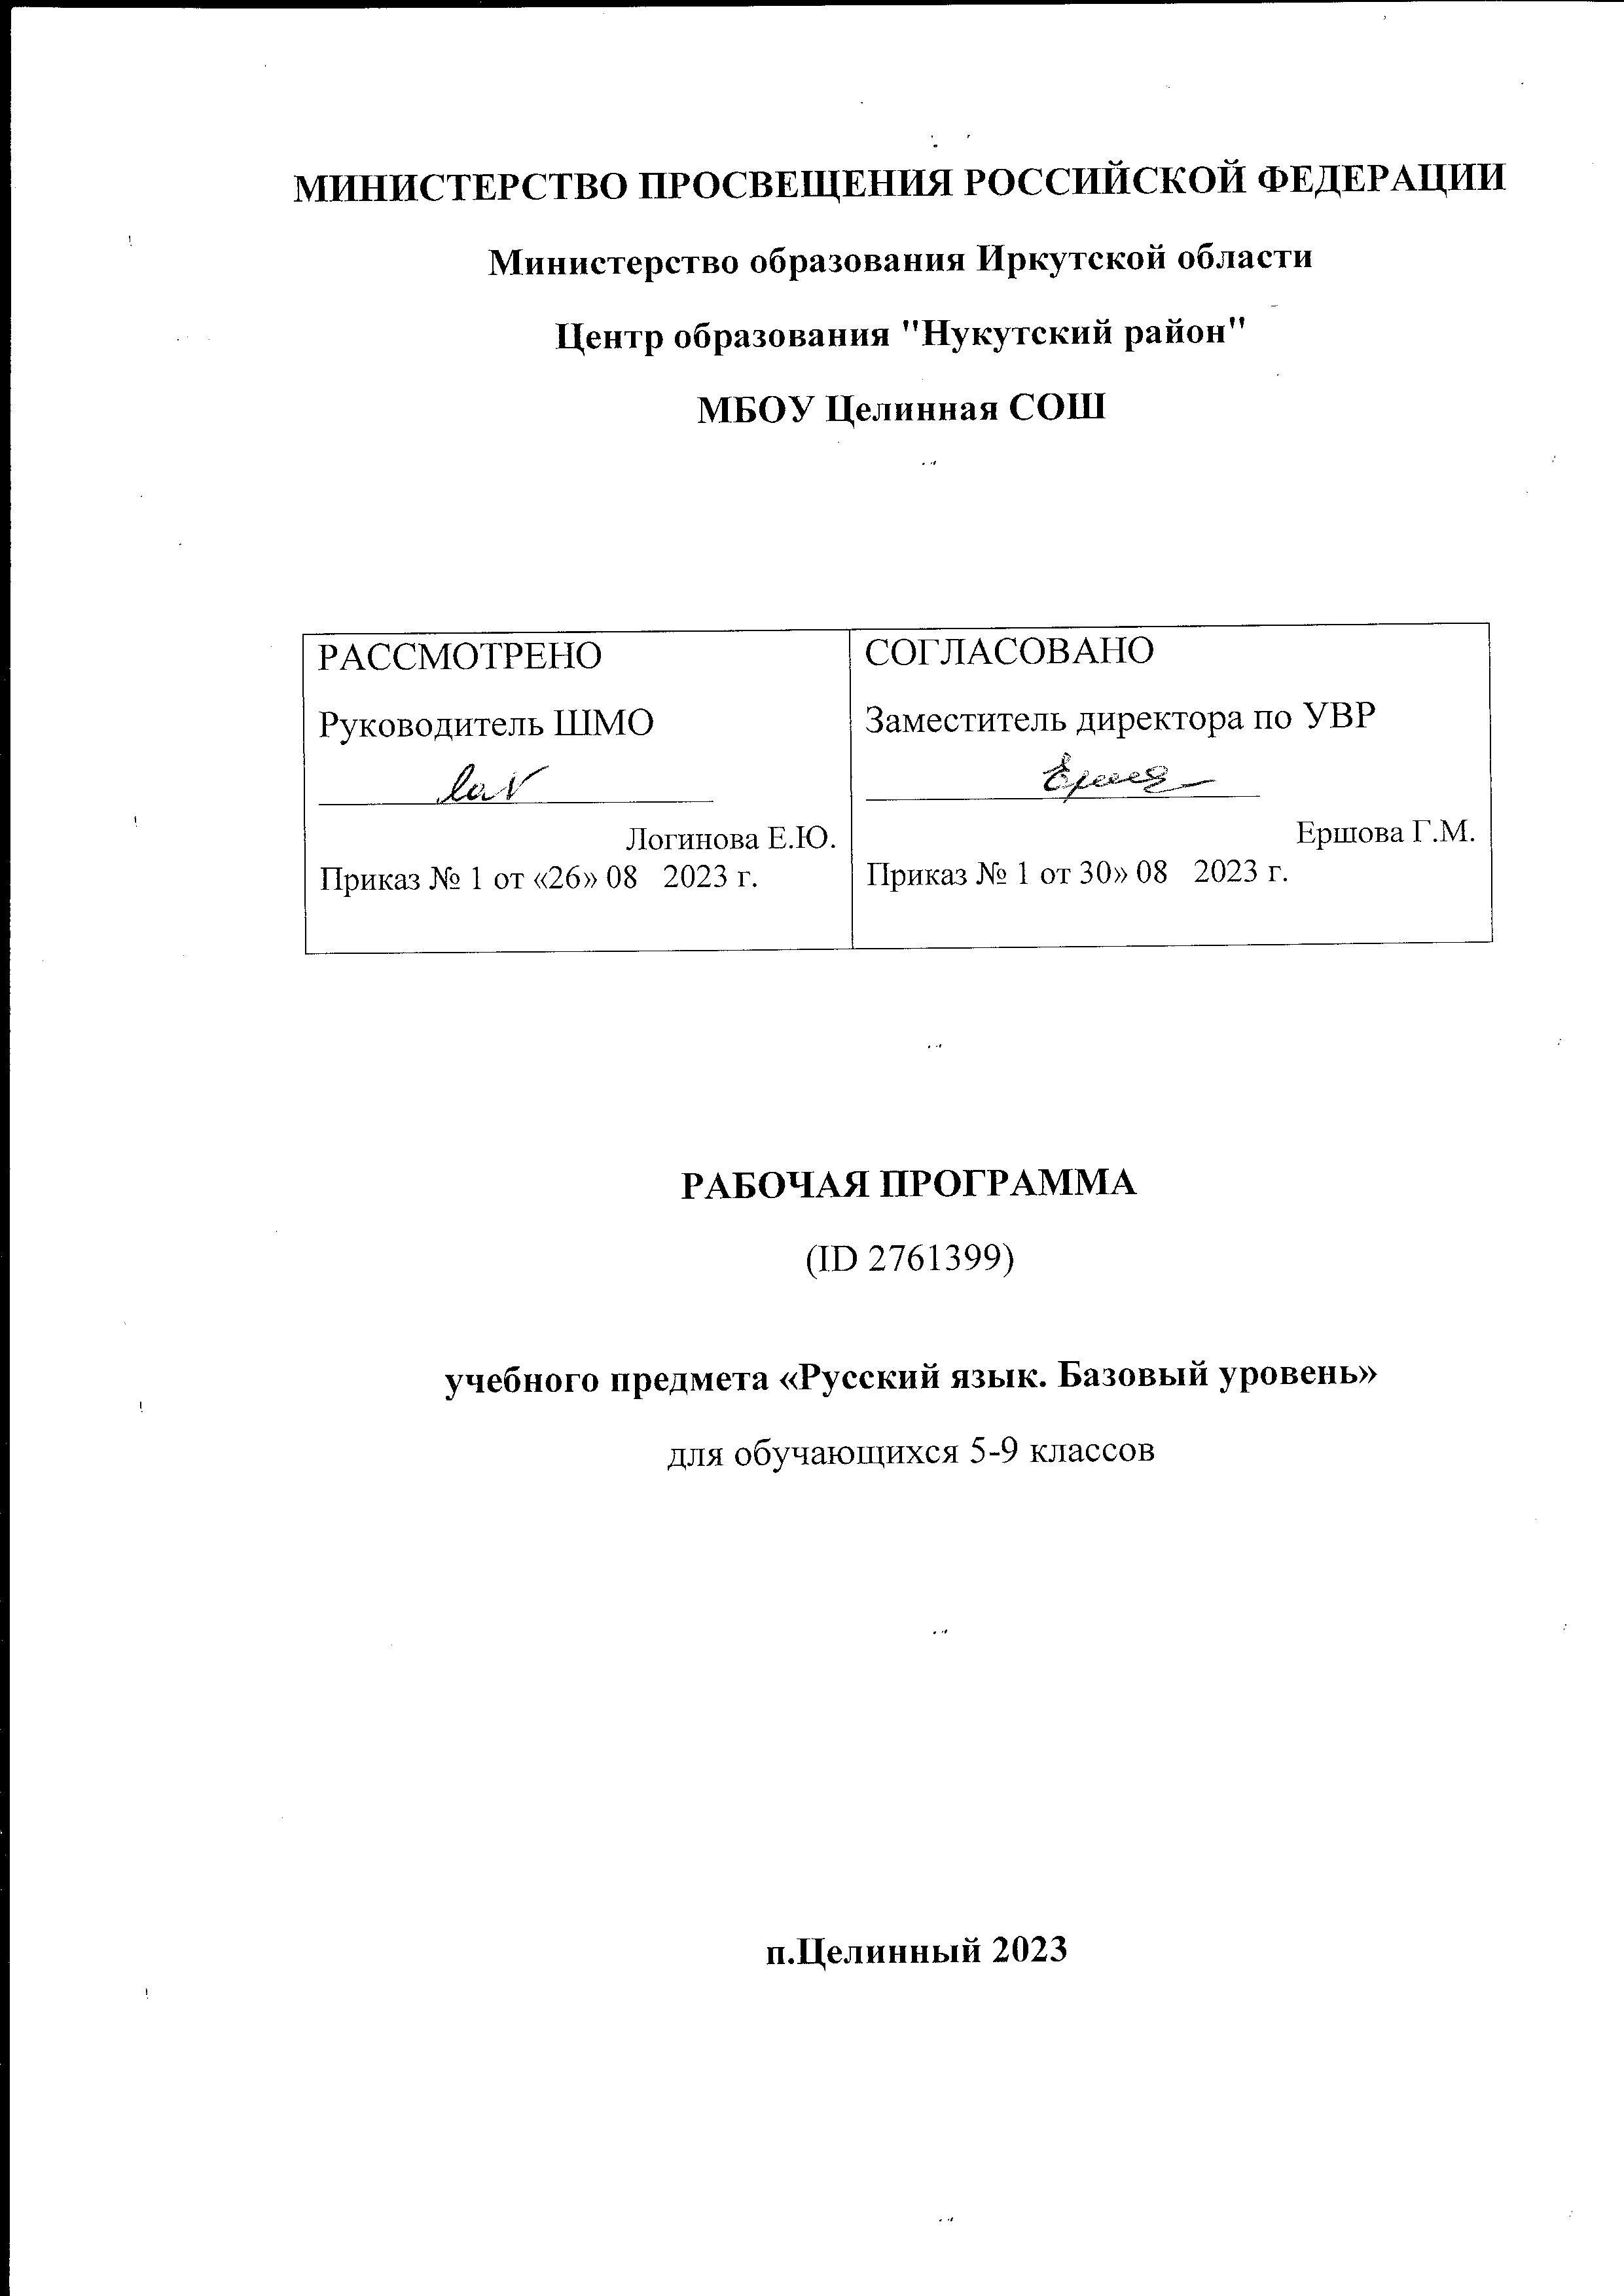 МИНИСТЕРСТВО ПРОСВЕЩЕНИЯ РОССИЙСКОЙ ФЕДЕРАЦИИ
Министерство образования Иркутской области
Центр образования "Нукутский район"
МБОУ Целинная СОШ
РАССМОТРЕНО
Руководитель ШМО
Логинова Е.Ю.
Приказ № 1 от «26» 08 2023 г.
СОГЛАСОВАНО
Заместитель директора по УВР
Ершова Г.М.
Приказ № 1 от 30» 08 2023 г.
РАБОЧАЯ ПРОГРАММА
(ID 2761399)
учебного предмета «Русский язык. Базовый уровень»
для обучающихся 5-9 классов
п.Целинный 2023